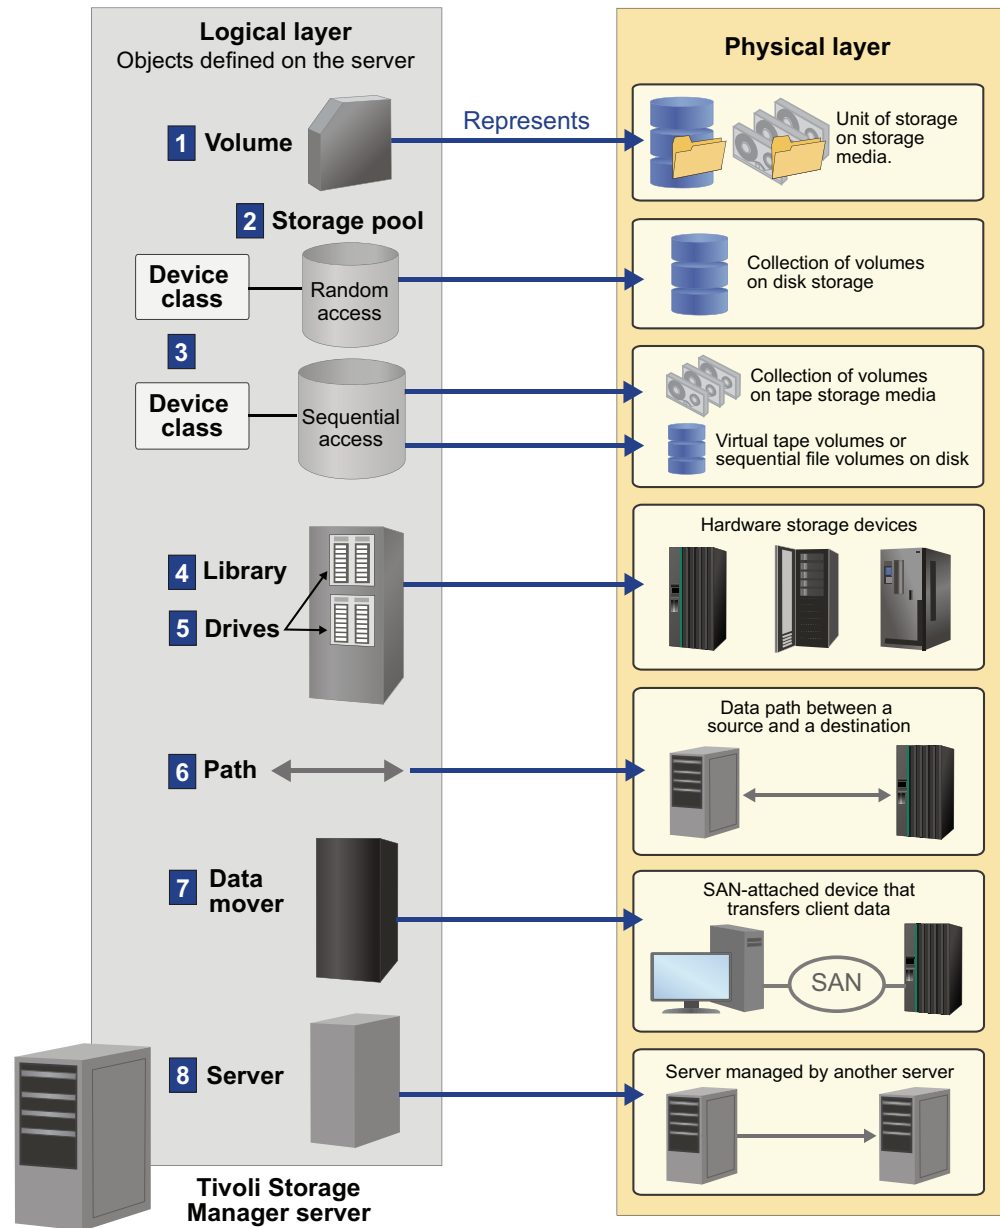 Logical layer
Objects defined on the server
Physical layer
1 Volume
Represents
Unit of storage
on storage
media.
2 Storage pool
Device
class
Random
access
Collection of volumes
on disk storage
3
Device
class
Sequential
access
Collection of volumes
on tape storage media
Virtual tape volumes or
sequential file volumes on disk
Hardware storage devices
4 Library
5 Drives
Data path between a
source and a destination
6 Path
7 Data
mover
SAN-attached device that
transfers client data
SAN
8 Server
Server managed by another server
Tivoli Storage
Manager server